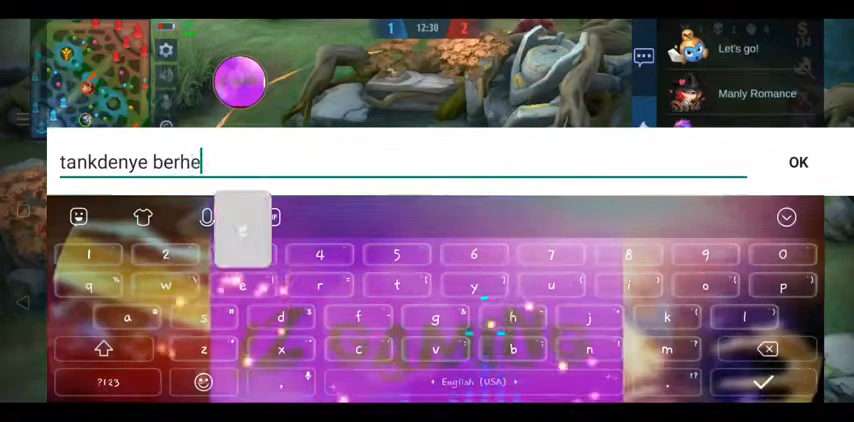 1 12:30 2
Let's go!
Manly Romance
tankdenye berhe
OK
1 2 4 5 6 7 8 9 0
q w e r t y u i o p
a s d f g h j k l
z x c v b n m
?123 , English (USA) .
GAMING